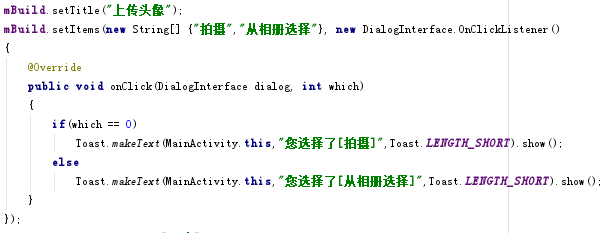 mBuild.setTitle("上传头像");
mBuild.setItems(new String[] {"拍摄","从相册选择"}, new DialogInterface.OnClickListener()
{
@Override
public void onClick(DialogInterface dialog, int which)
{
if(which == 0)
Toast.makeText(MainActivity.this,"您选择了[拍摄]",Toast.LENGTH_SHORT).show();
else
Toast.makeText(MainActivity.this,"您选择了[从相册选择]",Toast.LENGTH_SHORT).show();
}
});